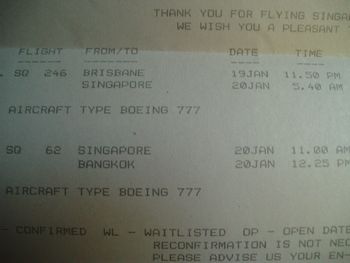 THANK YOU FOR FLYING
WE WISH YOU A PLEASANT
FLIGHT FROM/TO DATE TIME
SQ 246 BRISBANE 19JAN 11.50 PM
SINGAPORE 20JAN 5.40 AM
AIRCRAFT TYPE BOEING 777
SQ 62 SINGAPORE 20JAN 11.00 AM
BANGKOK 20JAN 12.25 PM
AIRCRAFT TYPE BOEING 777
- CONFIRMED WL - WAITLISTED OP - OPEN DATE
RECONFIRMATION IS NOT
PLEASE ADVISE US YOUR EN-